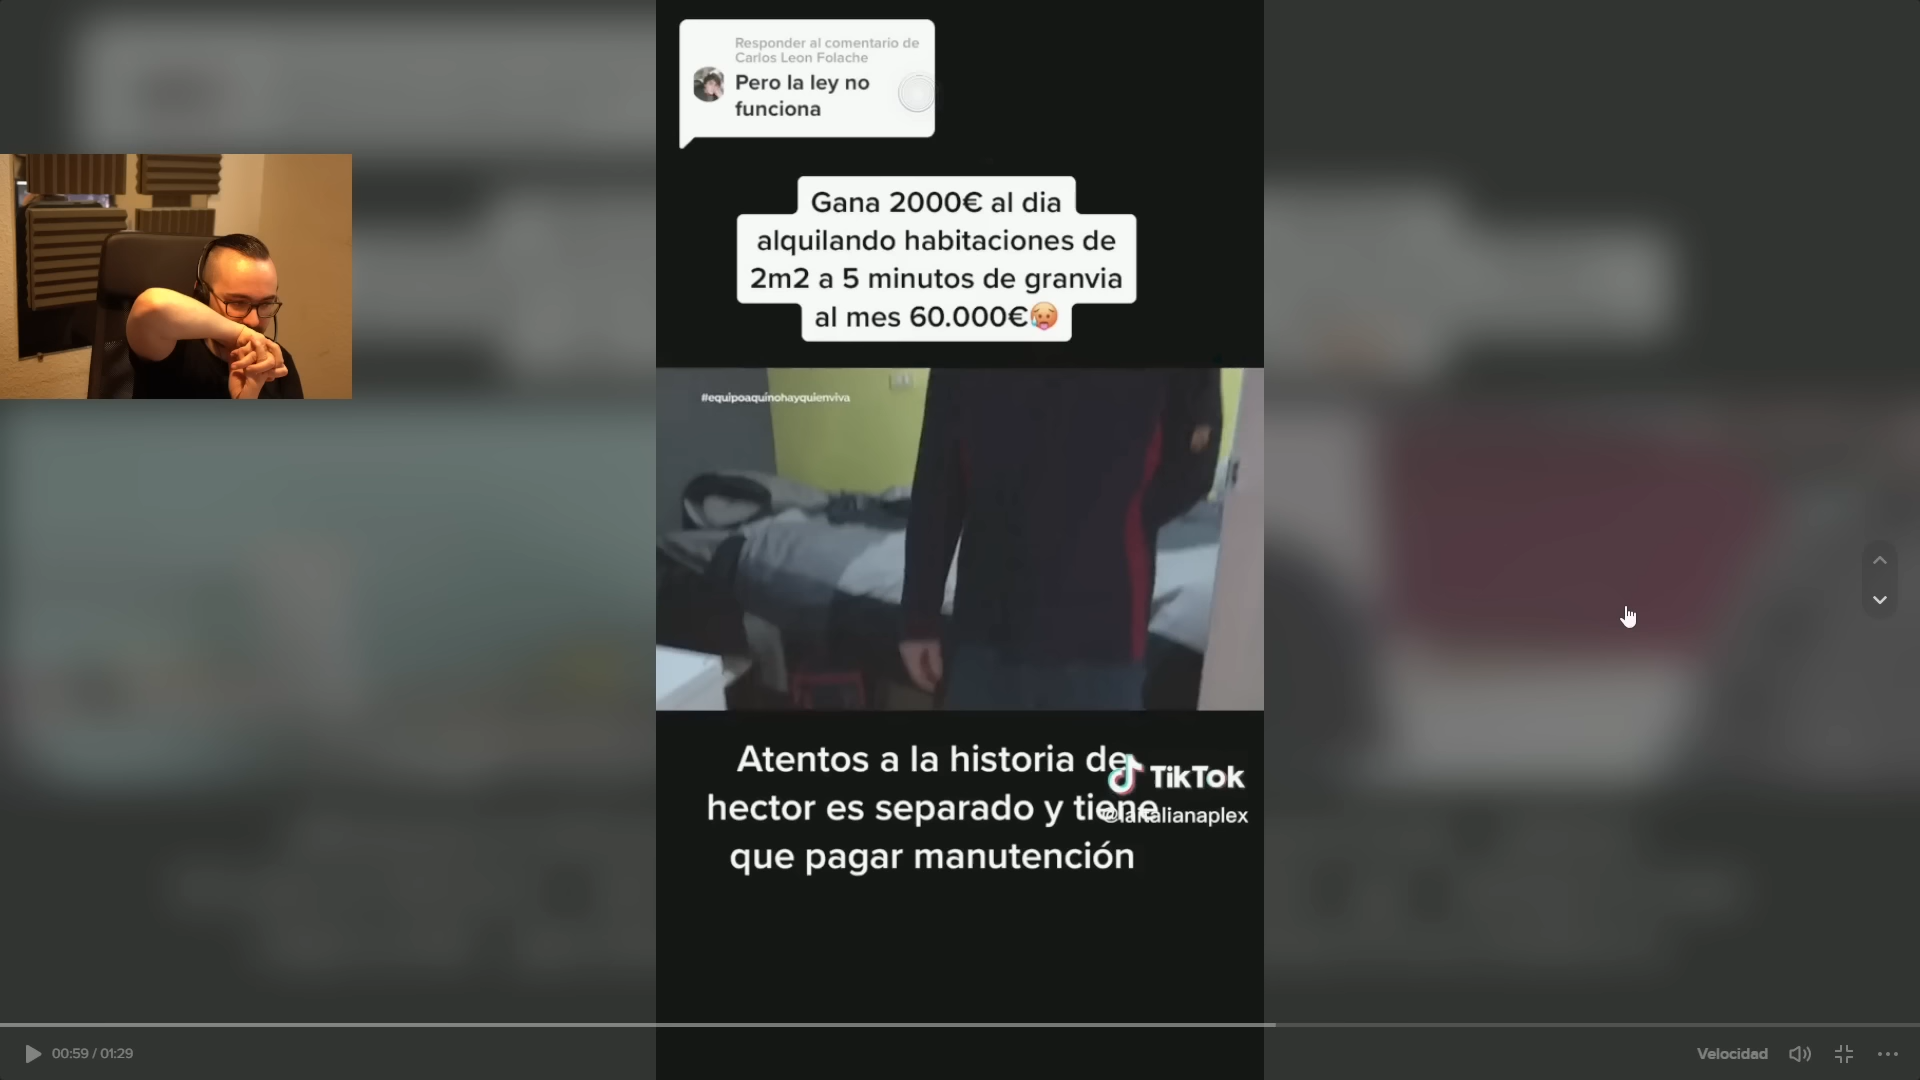 Responder al comentario de
Carlos Leon Folache
Pero la ley no
funciona
Gana 2000€ al dia
alquilando habitaciones de
2m2 a 5 minutos de granvia
al mes 60.000€🥵
#equipoaquinohayquienviva
Atentos a la historia de
TikTok
hector es separado y tiene
@laitalianaplex
que pagar manutención
00:59 / 01:29
Velocidad